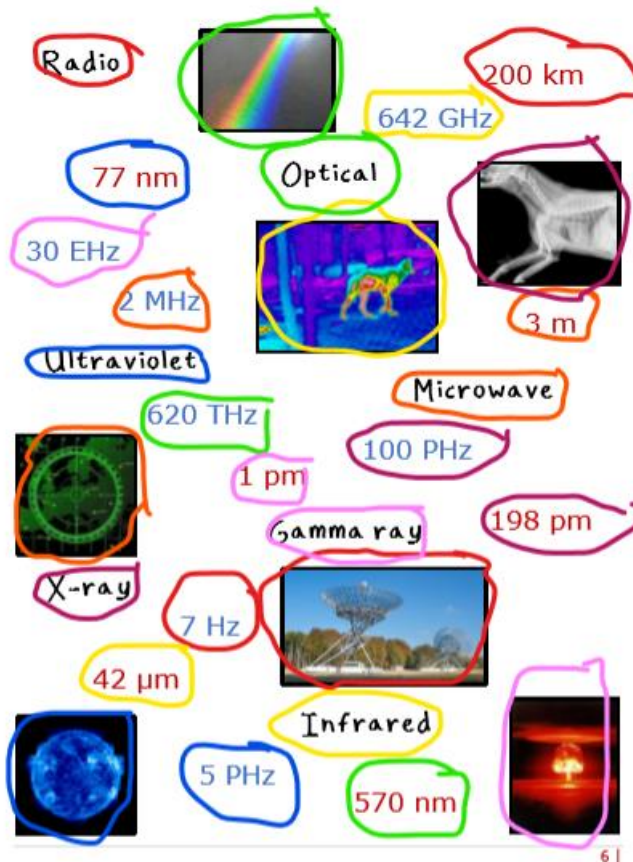 Radio
200 km
642 GHz
77 nm
Optical
30 EHz
2 MHz
3 m
Ultraviolet
Microwave
620 THz
100 PHz
1 pm
198 pm
Gamma ray
X-ray
7 Hz
42 µm
Infrared
5 PHz
570 nm
6 |